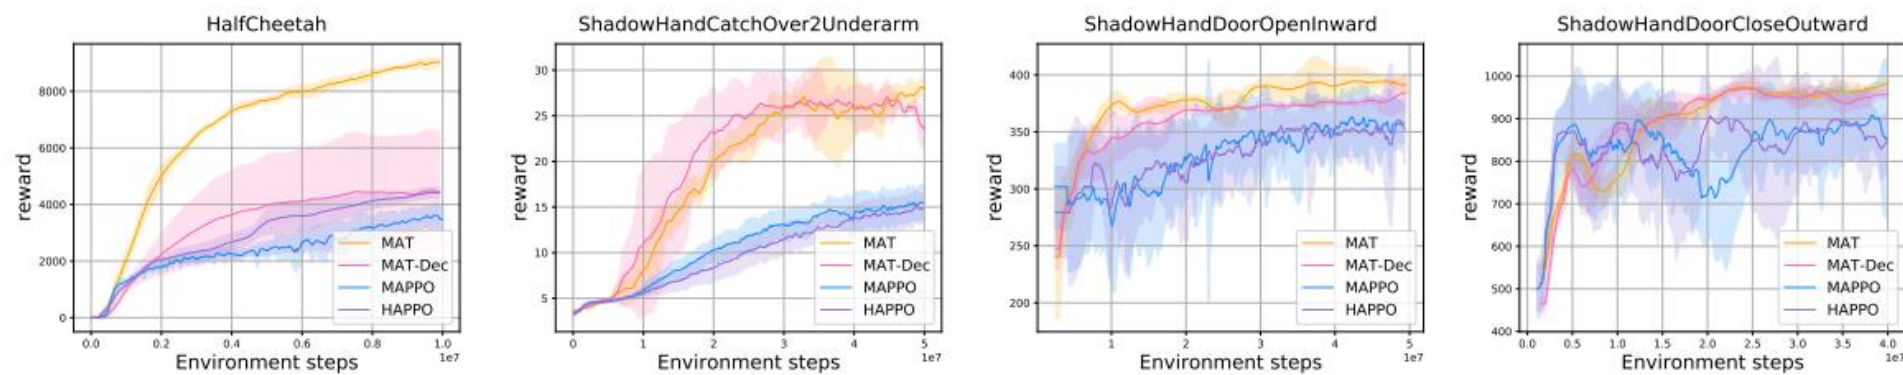 HalfCheetah
reward
8000
6000
4000
2000
0
0.0 0.2 0.4 0.6 0.8 1.0
1e7
Environment steps
MAT
MAT-Dec
MAPPO
HAPPO
ShadowHandCatchOver2Underarm
reward
30
25
20
15
10
5
0 1 2 3 4 5
1e7
Environment steps
MAT
MAT-Dec
MAPPO
HAPPO
ShadowHandDoorOpenInward
reward
400
350
300
250
200
1 2 3 4 5
1e7
Environment steps
MAT
MAT-Dec
MAPPO
HAPPO
ShadowHandDoorCloseOutward
reward
1000
900
800
700
600
500
400
0.0 0.5 1.0 1.5 2.0 2.5 3.0 3.5 4.0
1e7
Environment steps
MAT
MAT-Dec
MAPPO
HAPPO